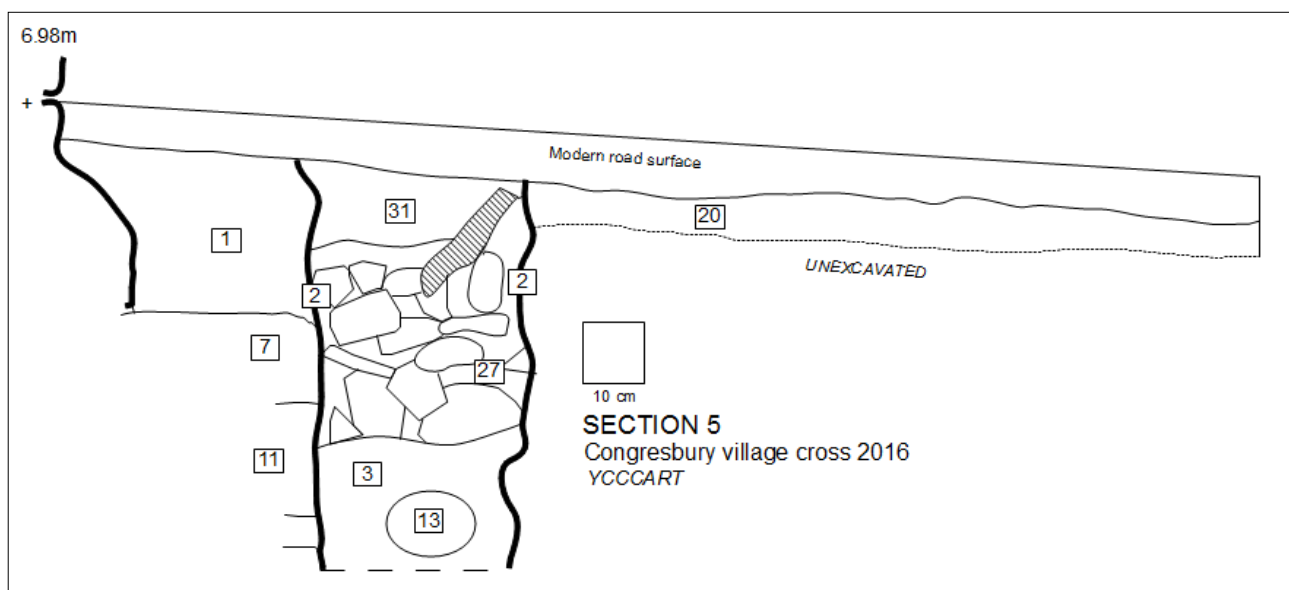 6.98m
+
Modern road surface
31
20
1
UNEXCAVATED
2
2
7
27
10 cm
SECTION 5
Congresbury village cross 2016
YCCCART
11
3
13